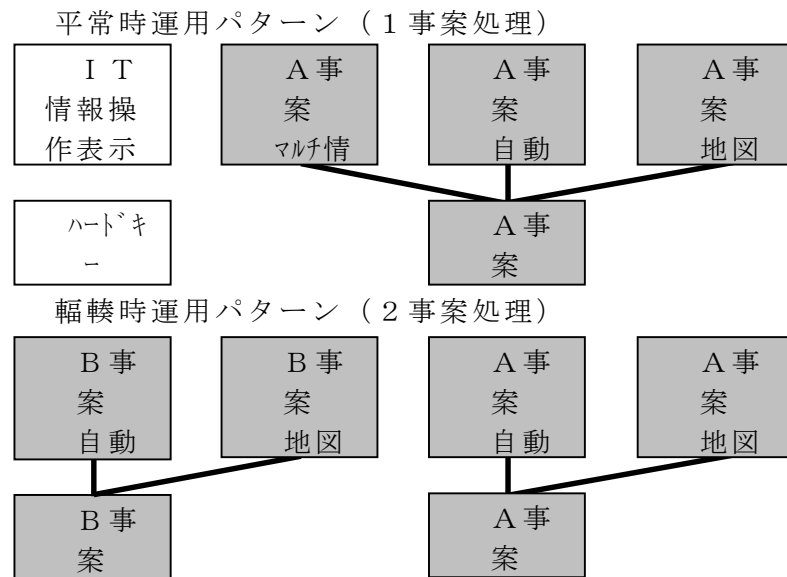 平常時運用パターン（１事案処理）
ＩＴ
情報操
作表示
Ａ事
案
ﾏﾙﾁ情
Ａ事
案
自動
Ａ事
案
地図
ﾊｰﾄﾞｷ
ｰ
Ａ事
案
輻輳時運用パターン（２事案処理）
Ｂ事
案
自動
Ｂ事
案
地図
Ａ事
案
自動
Ａ事
案
地図
Ｂ事
案
Ａ事
案